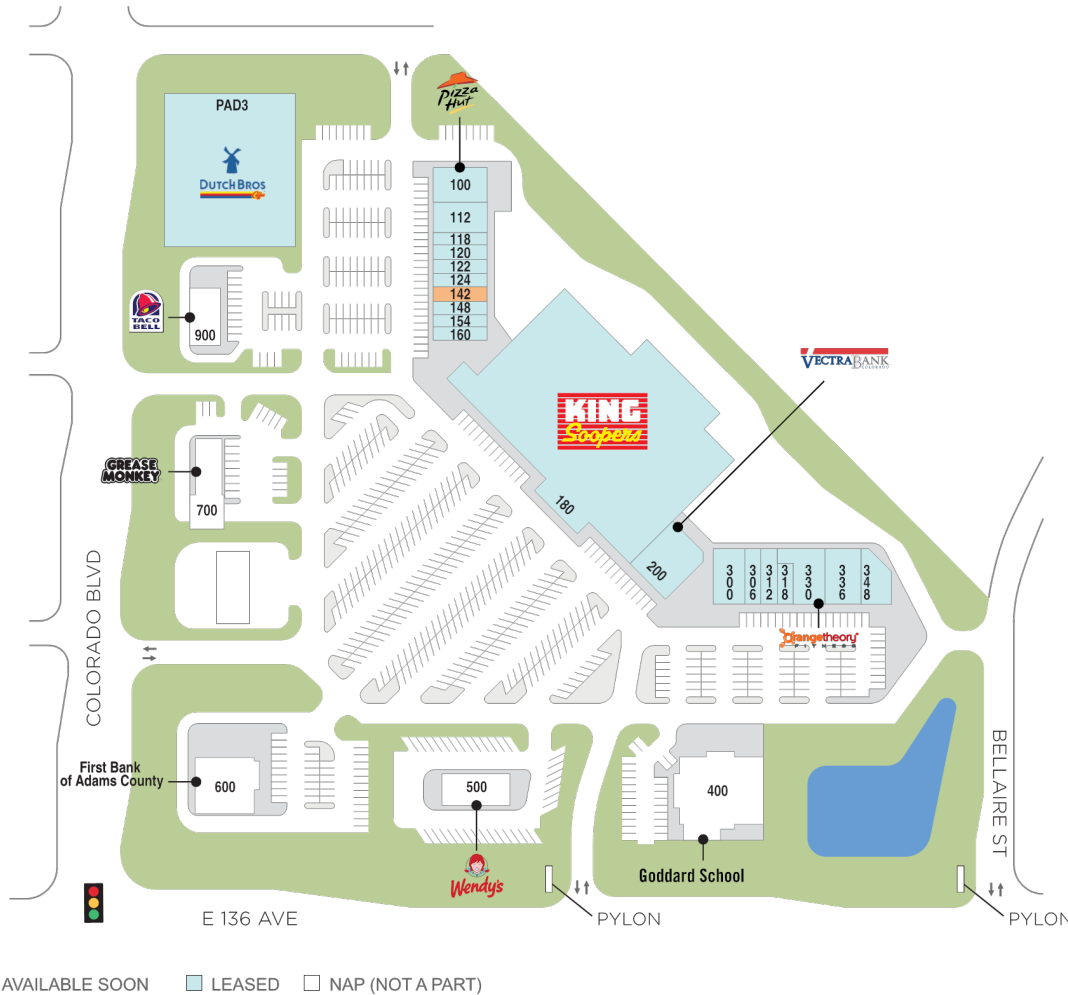 Pizza
Hut
PAD3
DUTCH BROS
100
112
118
120
122
124
142
148
154
160
TACO
BELL
900
VECTRABANK
COLORADO
KING
Soopers
GREASE
MONKEY
700
180
200
300
306
312
318
330
336
348
orangetheory
FITNESS
COLORADO BLVD
First Bank
of Adams County
600
500
400
BELLAIRE ST
Goddard School
Wendy's
E 136 AVE
PYLON
PYLON
AVAILABLE SOON
LEASED
NAP (NOT A PART)